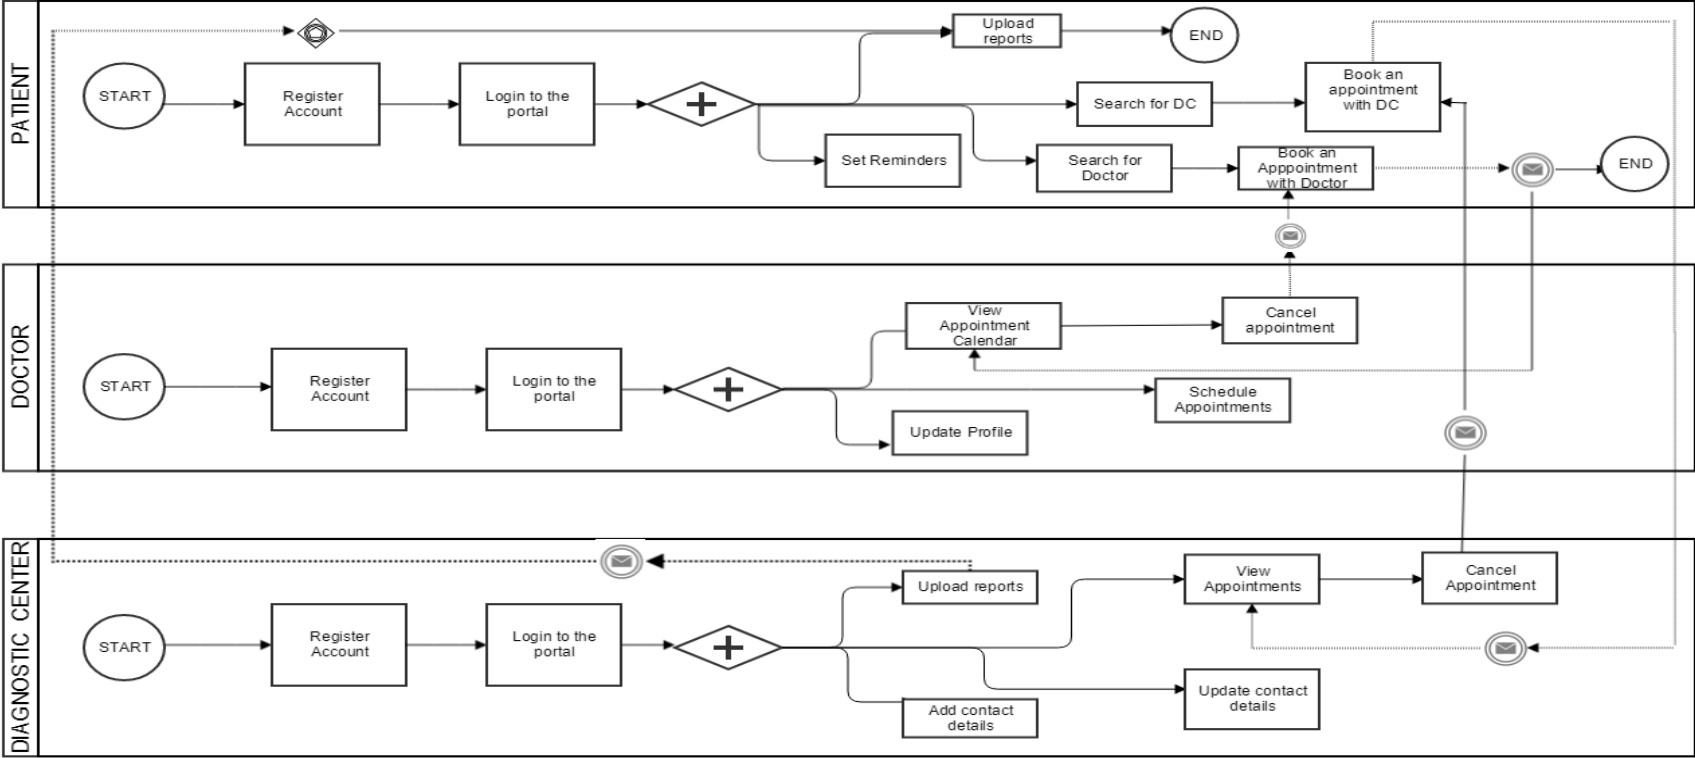 PATIENT
START
Register
Account
Login to the
portal
Upload
reports
END
Search for DC
Book an
appointment
with DC
Set Reminders
Search for
Doctor
Book an
Apppointment
with Doctor
END
DOCTOR
START
Register
Account
Login to the
portal
View
Appointment
Calendar
Cancel
appointment
Schedule
Appointments
Update Profile
DIAGNOSTIC CENTER
START
Register
Account
Login to the
portal
Upload reports
View
Appointments
Cancel
Appointment
Add contact
details
Update contact
details